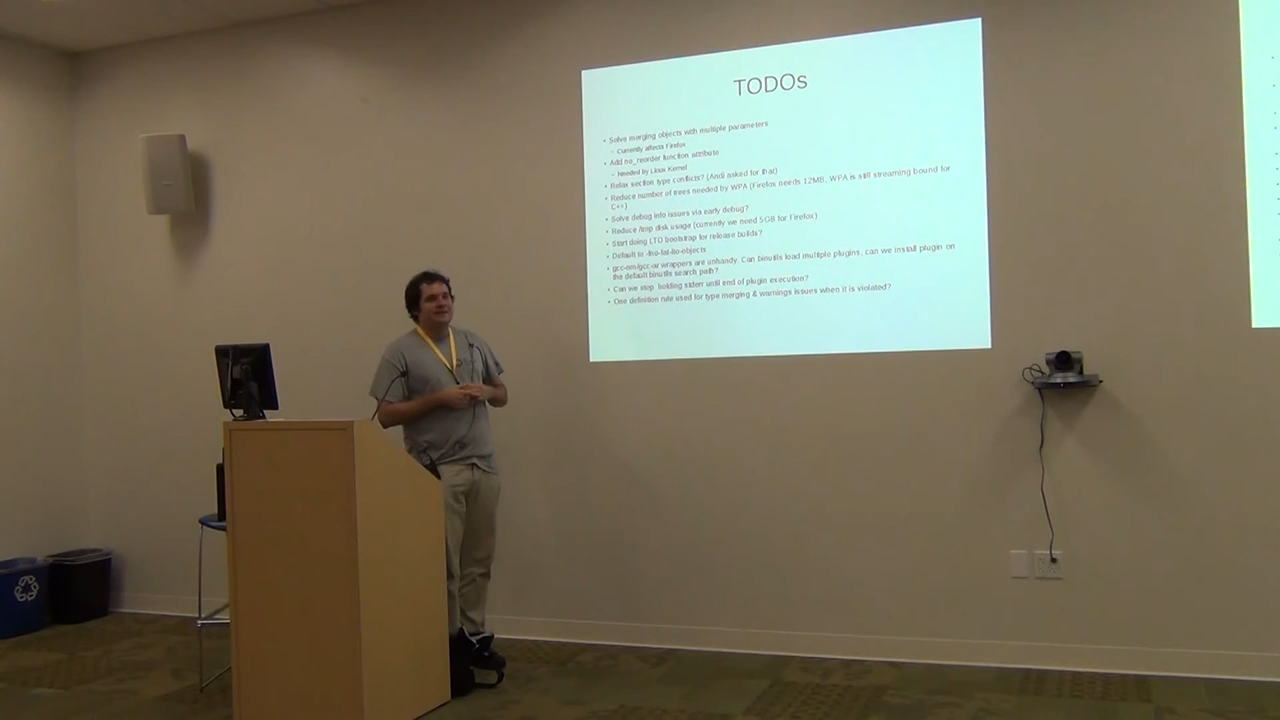 TODOs
• Solve merging objects with multiple parameters
– Currently affects Firefox
• Add no_reorder function attribute
– Needed by Linux Kernel
• Relax section type conflicts? (Andi asked for that)
• Reduce number of trees needed by WPA (Firefox needs 12MB, WPA is still streaming bound for
C++)
• Solve debug info issues via early debug?
• Reduce /tmp disk usage (currently we need 5GB for Firefox)
• Start doing LTO bootstrap for release builds?
• Default to -fno-fat-lto-objects
• gcc-nm/gcc-ar wrappers are unhandy. Can binutils load multiple plugins, can we install plugin on
the default binutils search path?
• Can we stop holding stderr until end of plugin execution?
• One definition rule used for type merging & warnings issues when it is violated?